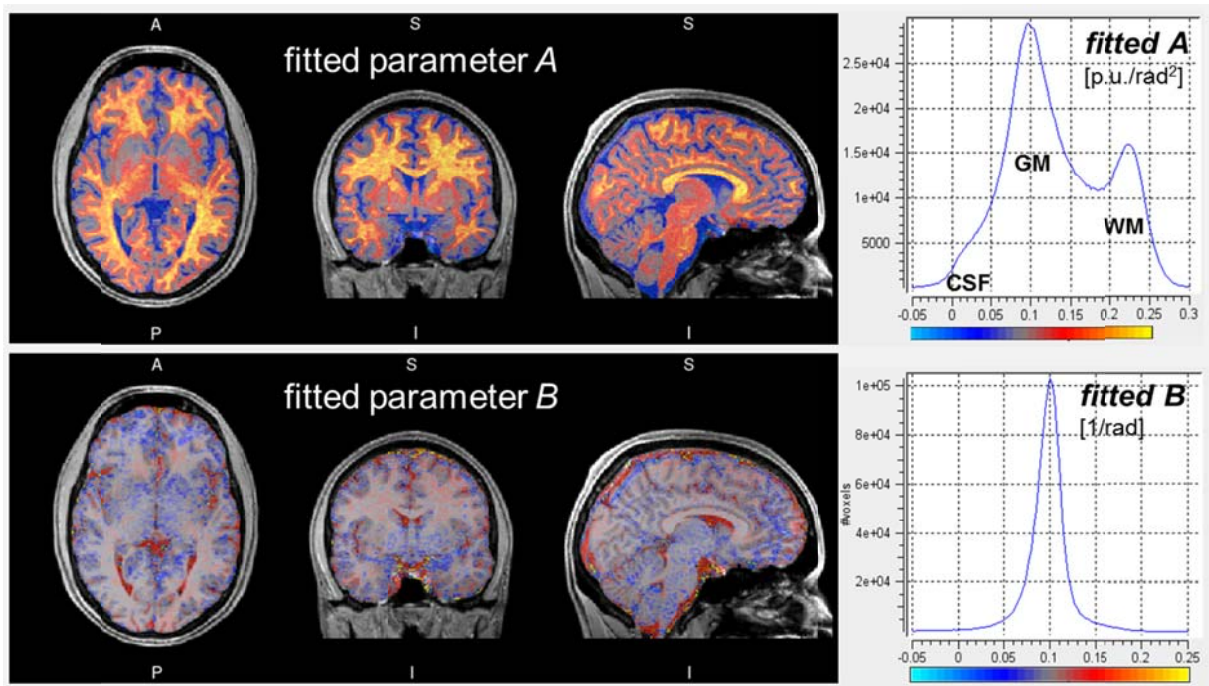 A
S
S
fitted parameter A
P
I
I
fitted A
[p.u./rad²]
2.5e+04
2e+04
1.5e+04
1e+04
5000
GM
WM
CSF
-0.05 0 0.05 0.1 0.15 0.2 0.25 0.3
A
S
S
fitted parameter B
P
I
I
fitted B
[1/rad]
#voxels
1e+05
8e+04
6e+04
4e+04
2e+04
-0.05 0 0.05 0.1 0.15 0.2 0.25